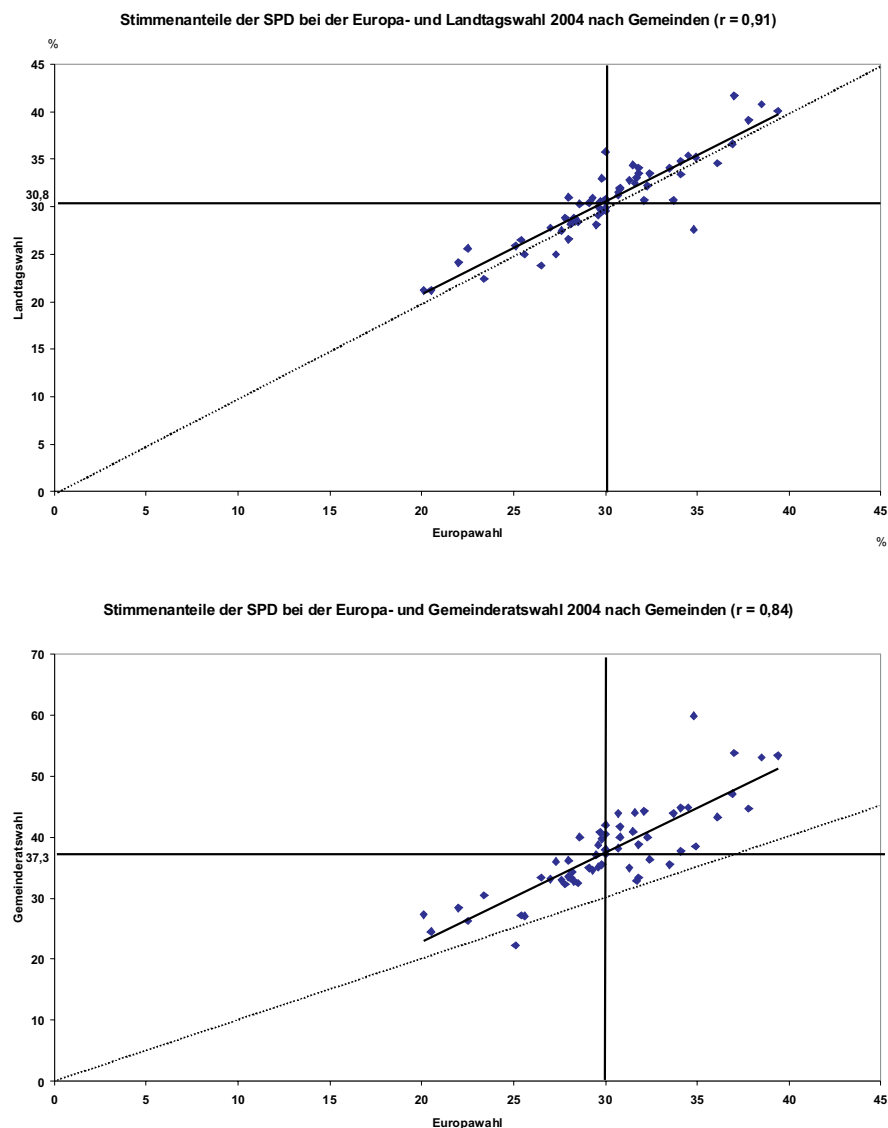 Stimmenanteile der SPD bei der Europa- und Landtagswahl 2004 nach Gemeinden (r = 0,91)
%
45
40
35
30,8
30
25
Landtagswahl
20
15
10
5
0
0 5 10 15 20 25 30 35 40 45
Europawahl
%
Stimmenanteile der SPD bei der Europa- und Gemeinderatswahl 2004 nach Gemeinden (r = 0,84)
70
60
50
40
37,3
Gemeinderatswahl
30
20
10
0
0 5 10 15 20 25 30 35 40 45
Europawahl